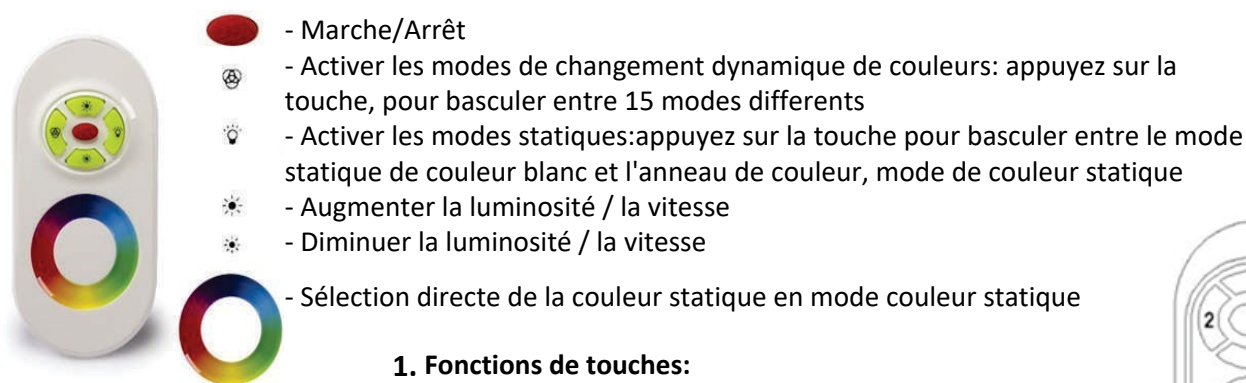 - Marche/Arrêt
- Activer les modes de changement dynamique de couleurs: appuyez sur la
touche, pour basculer entre 15 modes differents
- Activer les modes statiques:appuyez sur la touche pour basculer entre le mode
statique de couleur blanc et l'anneau de couleur, mode de couleur statique
- Augmenter la luminosité / la vitesse
- Diminuer la luminosité / la vitesse
- Sélection directe de la couleur statique en mode couleur statique
2
1. Fonctions de touches: